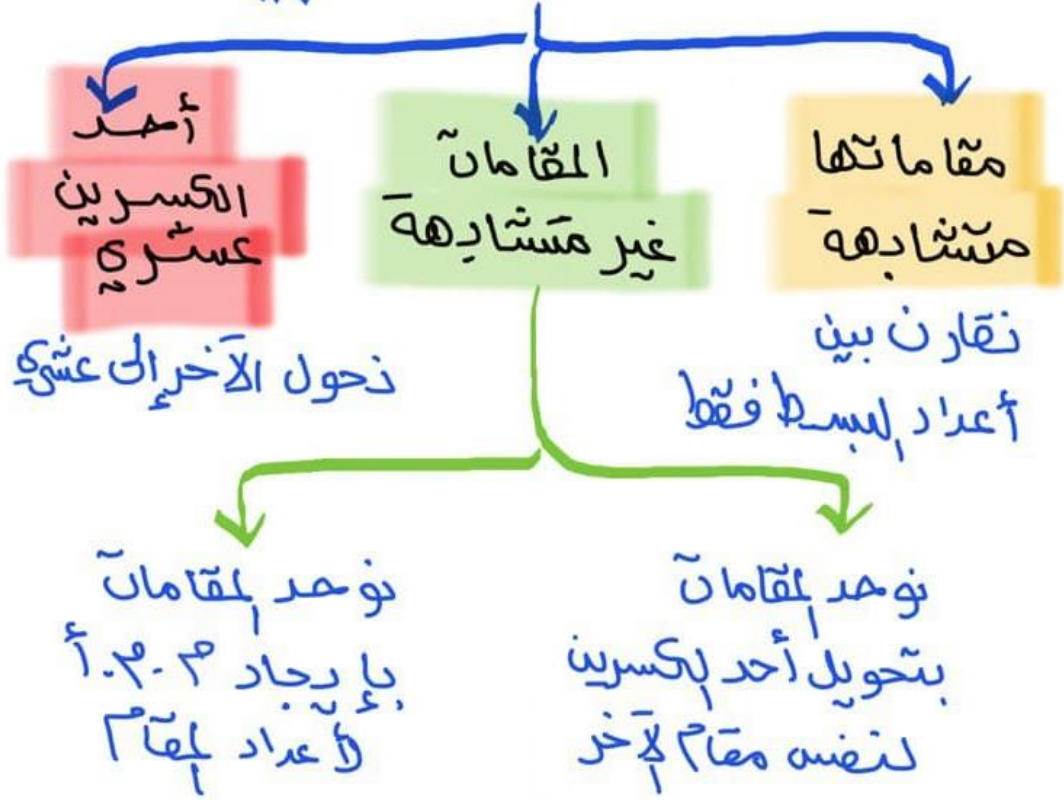 مقاماتها
متشابهة
نقارن بين
أعداد البسط فقط
المقامات
غير متشابهة
أحد
الكسرين
عشري
نحول الآخر إلى عشري
نوحد المقامات
بتحويل أحد الكسرين
لنفس مقام الآخر
نوحد المقامات
بإيجاد م.م.أ
لأعداد المقام